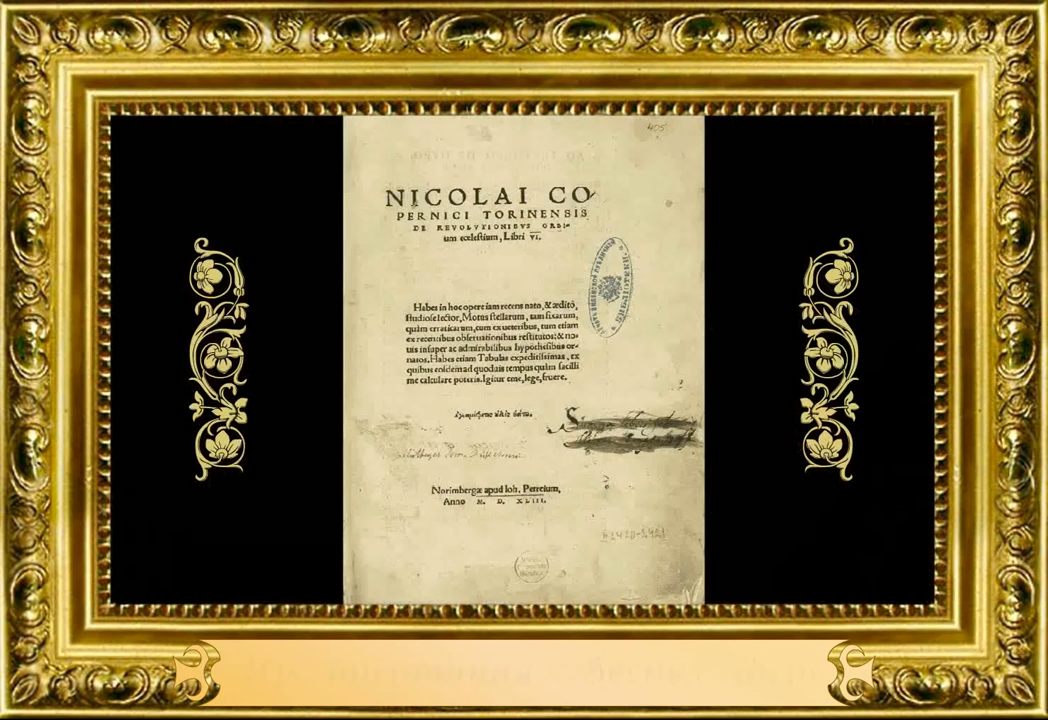 405
NICOLAI CO
PERNICI TORINENSIS
DE REVOLVTIONIBVS ORBI-
um cœlestium, Libri VI.
Habes in hoc opere iam recens nato, & ædito,
studiose lector, Motus stellarum, tam fixarum,
quàm erraticarum, cum ex ueteribus, tum etiam
ex recentibus obseruationibus restitutos: & no-
uis insuper ac admirabilibus hypothesibus or-
natos. Habes etiam Tabulas expeditissimas, ex
quibus eosdem ad quoduis tempus quàm facilli
me calculare poteris. Igitur eme, lege, fruere.
Norimbergæ apud Ioh. Petreium,
Anno M. D. XLIII.